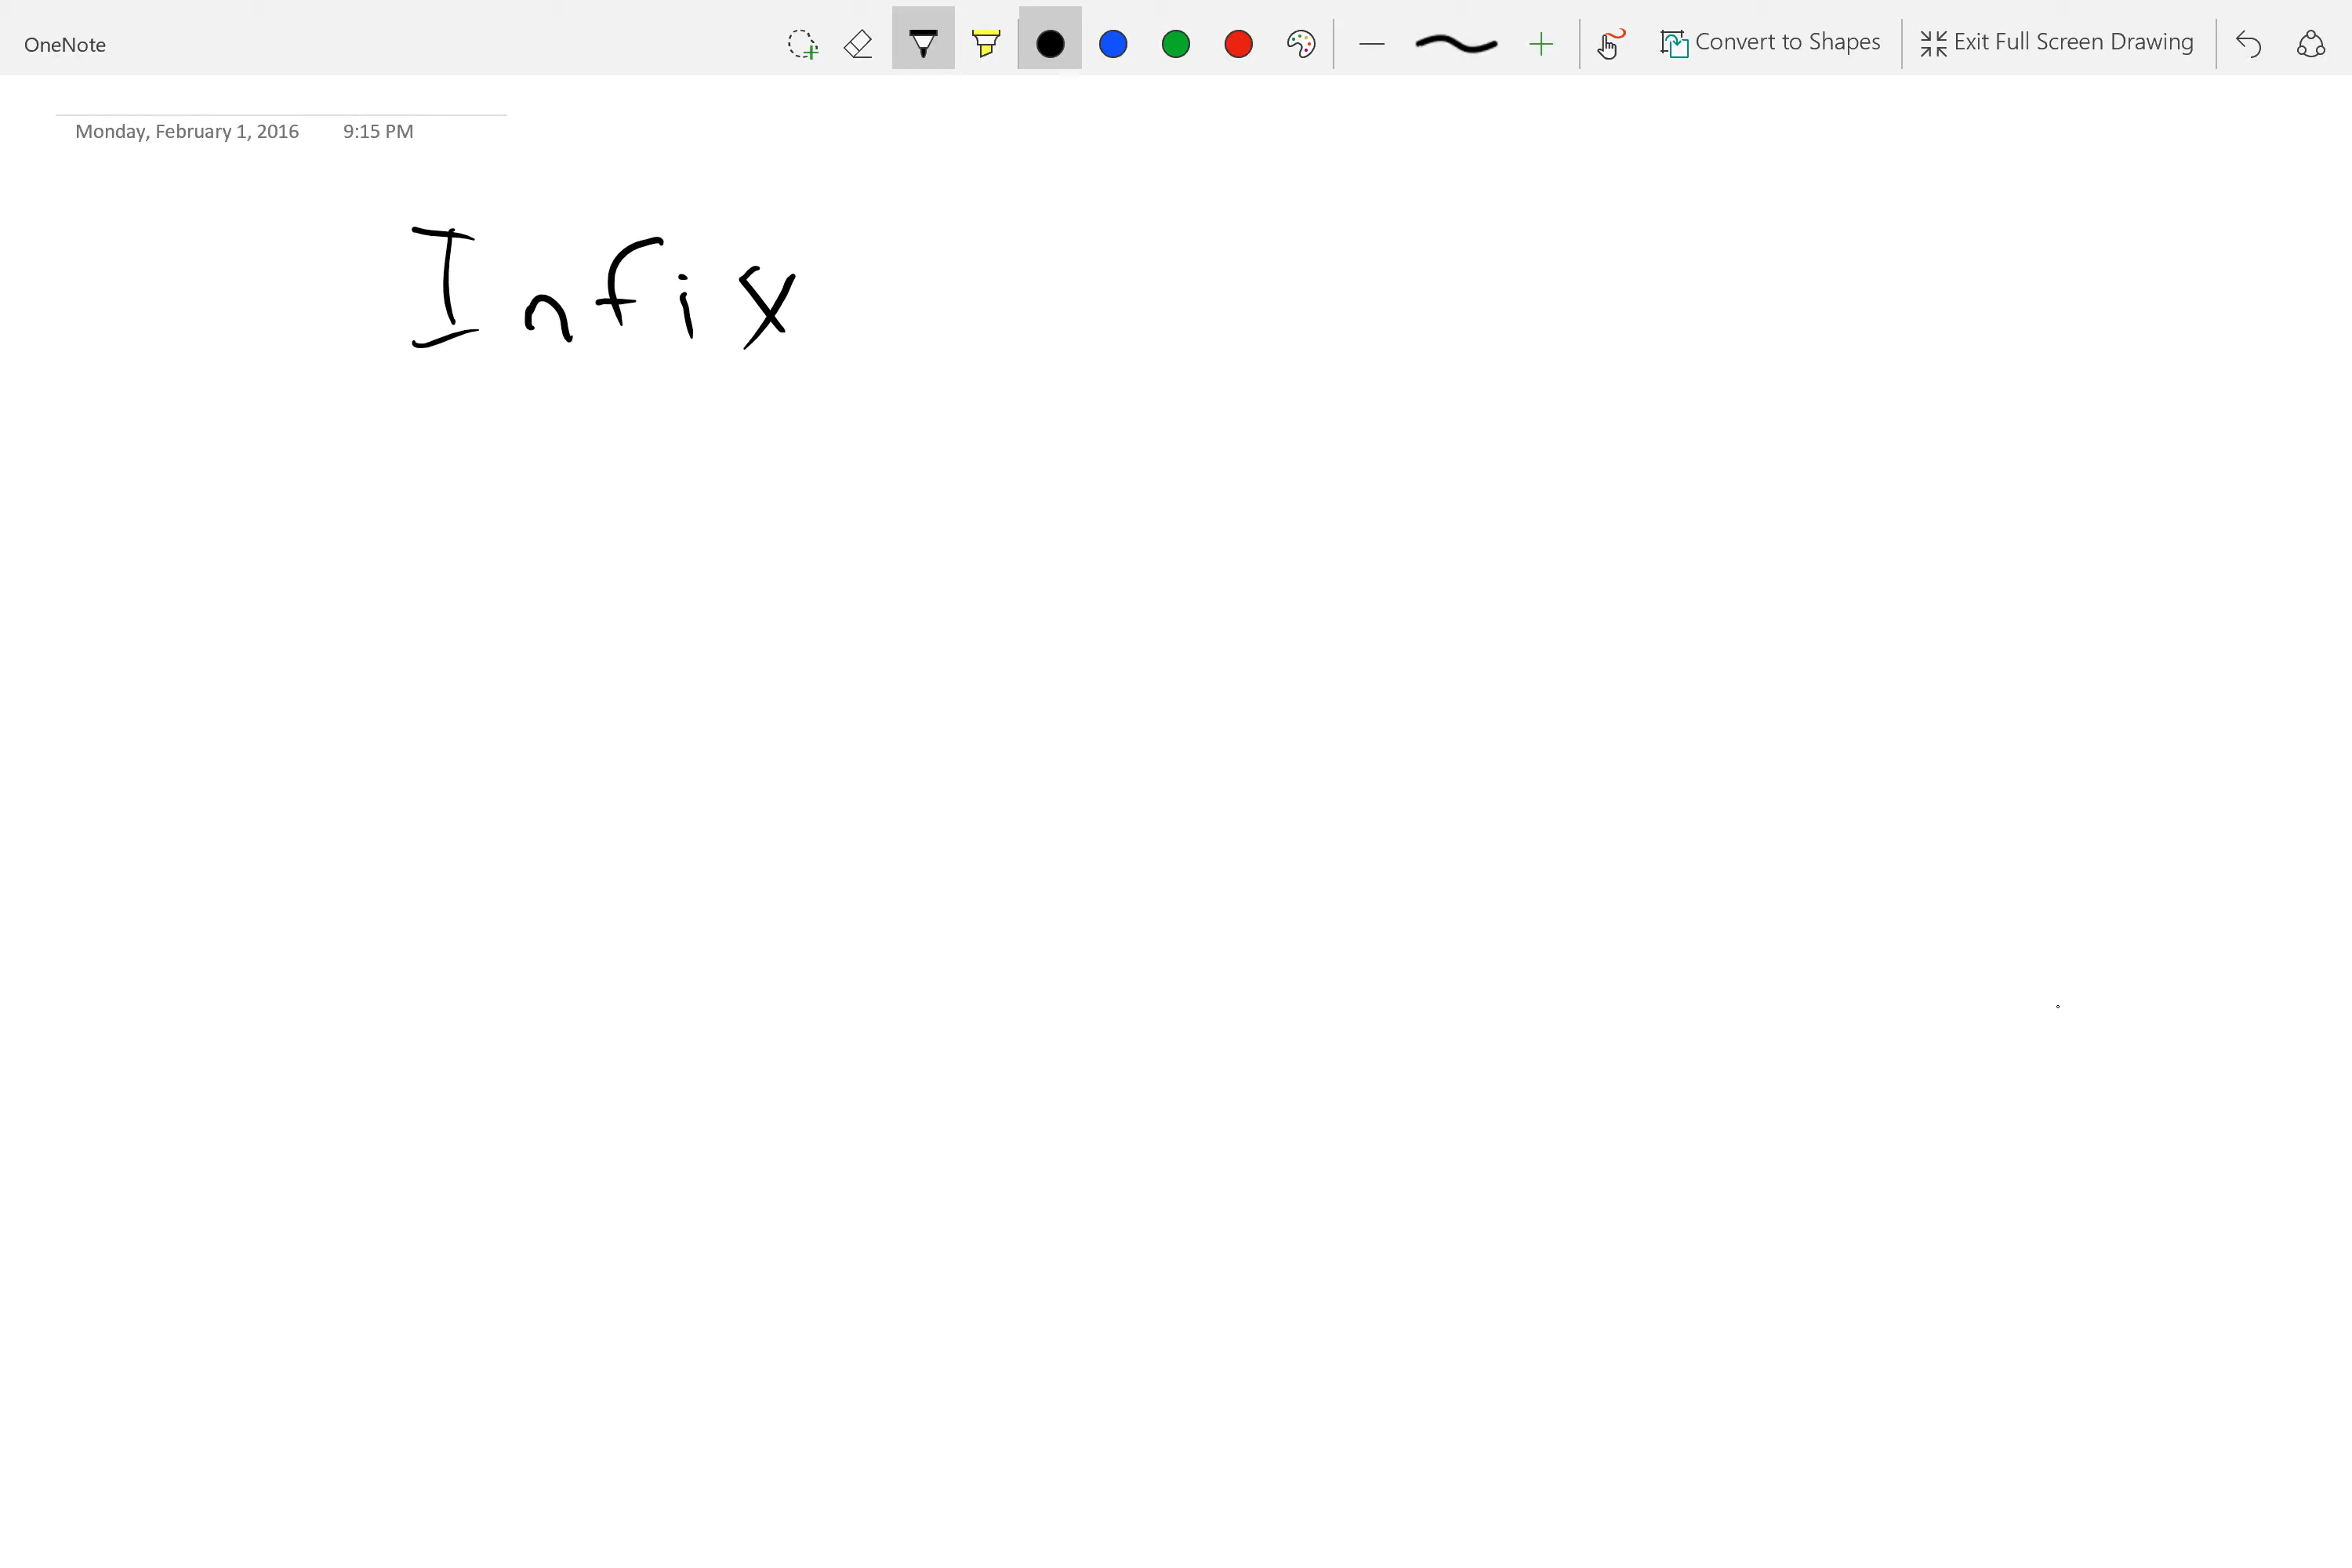 OneNote
Convert to Shapes
Exit Full Screen Drawing
Monday, February 1, 2016 9:15 PM
Infix